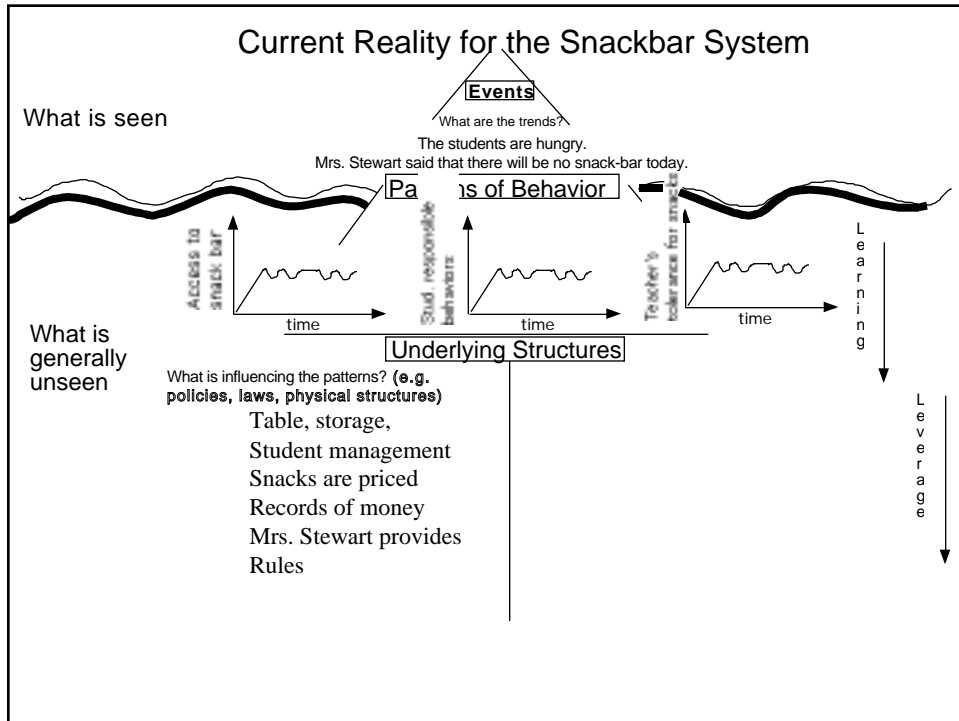 Current Reality for the Snackbar System
Events
What is seen
What are the trends?
The students are hungry.
Mrs. Stewart said that there will be no snack-bar today.
Pa ns of Behavior
Access to
snack bar
time
Stud. responsible
behaviors
time
Teacher's
tolerance for snacks
time
Learning
What is
generally
unseen
Underlying Structures
What is influencing the patterns? (e.g.
policies, laws, physical structures)
Table, storage,
Student management
Snacks are priced
Records of money
Mrs. Stewart provides
Rules
Leverage